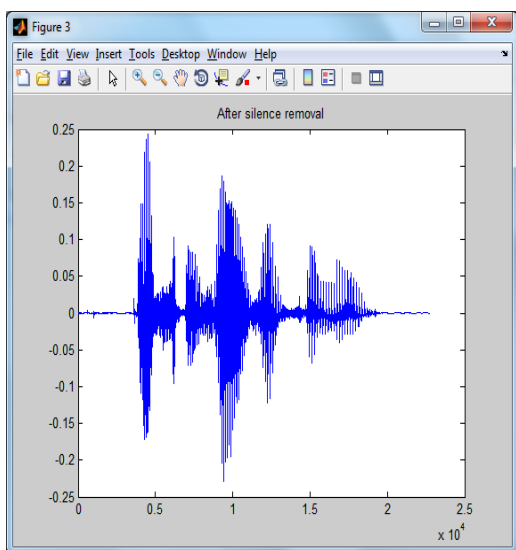 Figure 3
File Edit View Insert Tools Desktop Window Help
After silence removal
0.25
0.2
0.15
0.1
0.05
0
-0.05
-0.1
-0.15
-0.2
-0.25
0 0.5 1 1.5 2 2.5
x 10^4